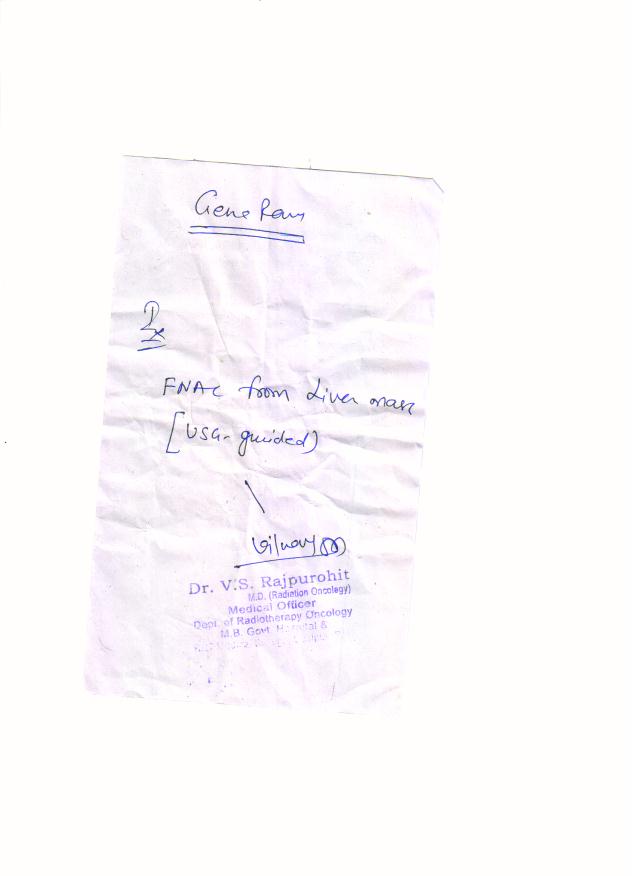 Gene Ram
FNAC from Liver mass
[USG-guided)
Dr. V.S. Rajpurohit
M.D. (Radiation Oncology)
Medical Officer
Dept. of Radiotherapy Oncology
M.B. Govt. Hospital &